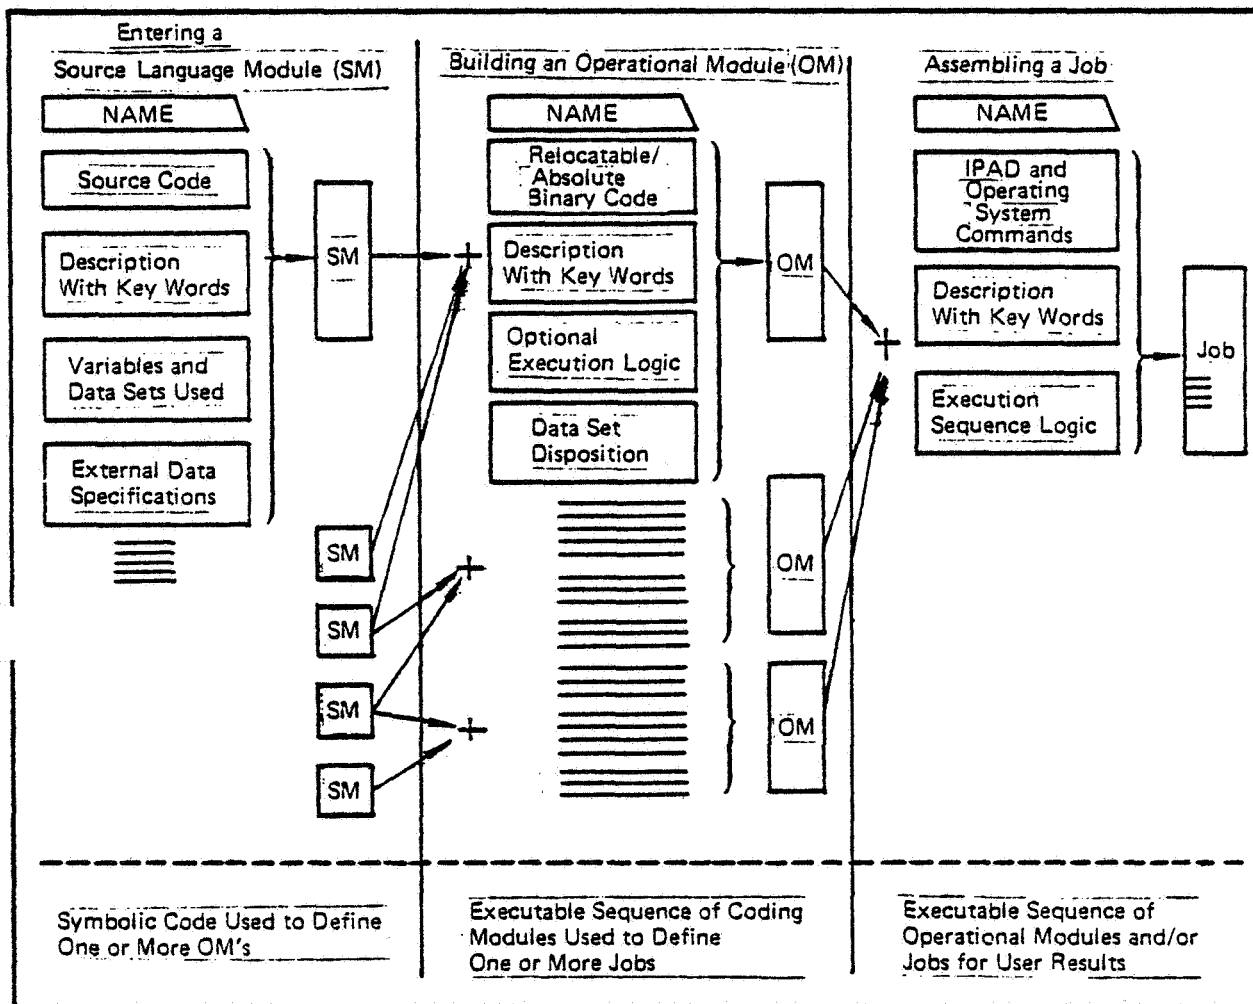 Entering a
Source Language Module (SM)
NAME
Source Code
Description
With Key Words
Variables and
Data Sets Used
External Data
Specifications
SM
SM
SM
SM
SM
Symbolic Code Used to Define
One or More OM's
Building an Operational Module (OM)
NAME
Relocatable/
Absolute
Binary Code
Description
With Key Words
Optional
Execution Logic
Data Set
Disposition
OM
OM
OM
Executable Sequence of Coding
Modules Used to Define
One or More Jobs
Assembling a Job
NAME
IPAD and
Operating
System
Commands
Description
With Key Words
Execution
Sequence Logic
Job
Executable Sequence of
Operational Modules and/or
Jobs for User Results